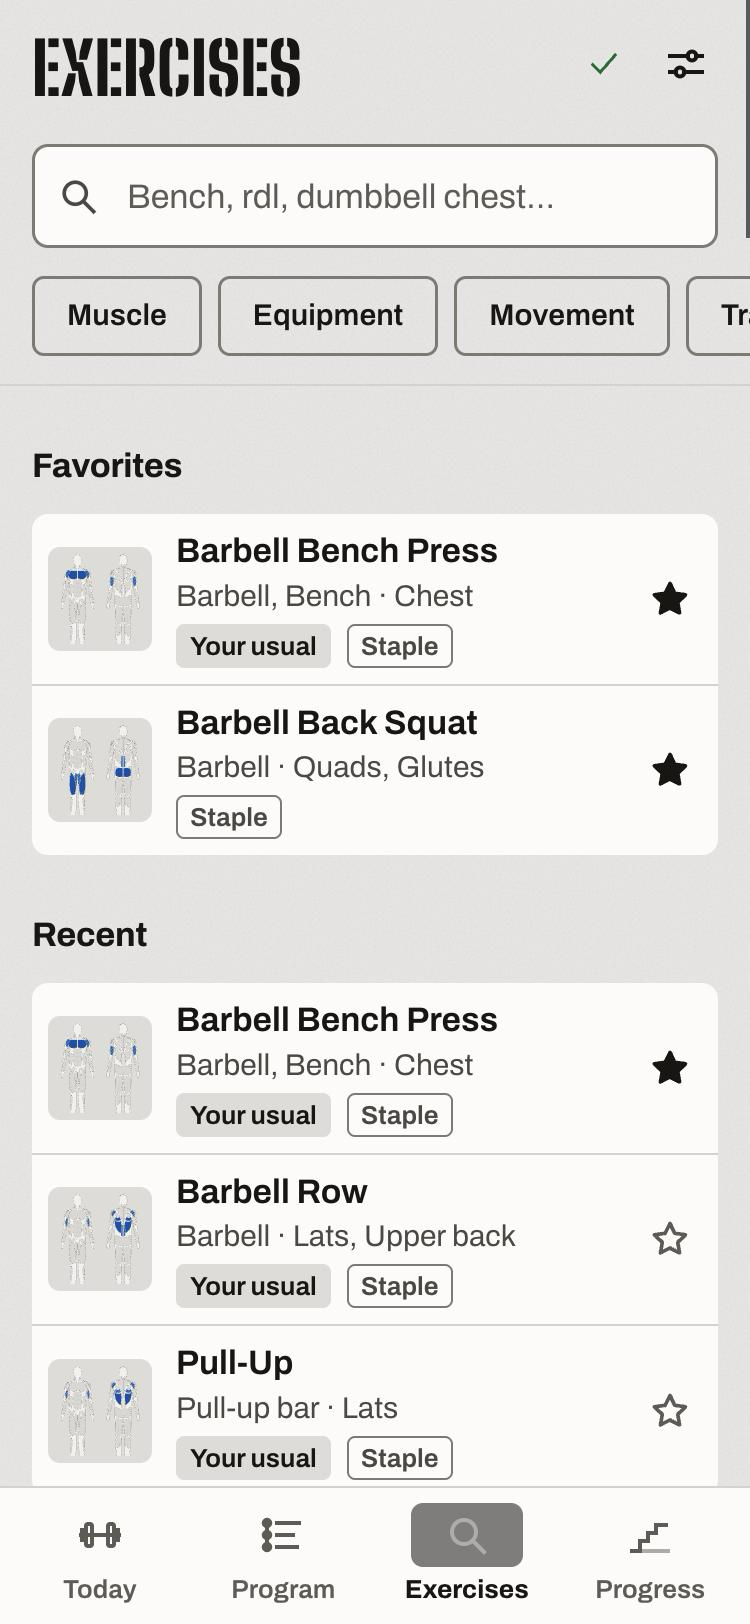 EXERCISES
Bench, rdl, dumbbell chest...
Muscle
Equipment
Movement
Favorites
Barbell Bench Press
Barbell, Bench · Chest
Your usual
Staple
Barbell Back Squat
Barbell · Quads, Glutes
Staple
Recent
Barbell Bench Press
Barbell, Bench · Chest
Your usual
Staple
Barbell Row
Barbell · Lats, Upper back
Your usual
Staple
Pull-Up
Pull-up bar · Lats
Your usual
Staple
Today
Program
Exercises
Progress